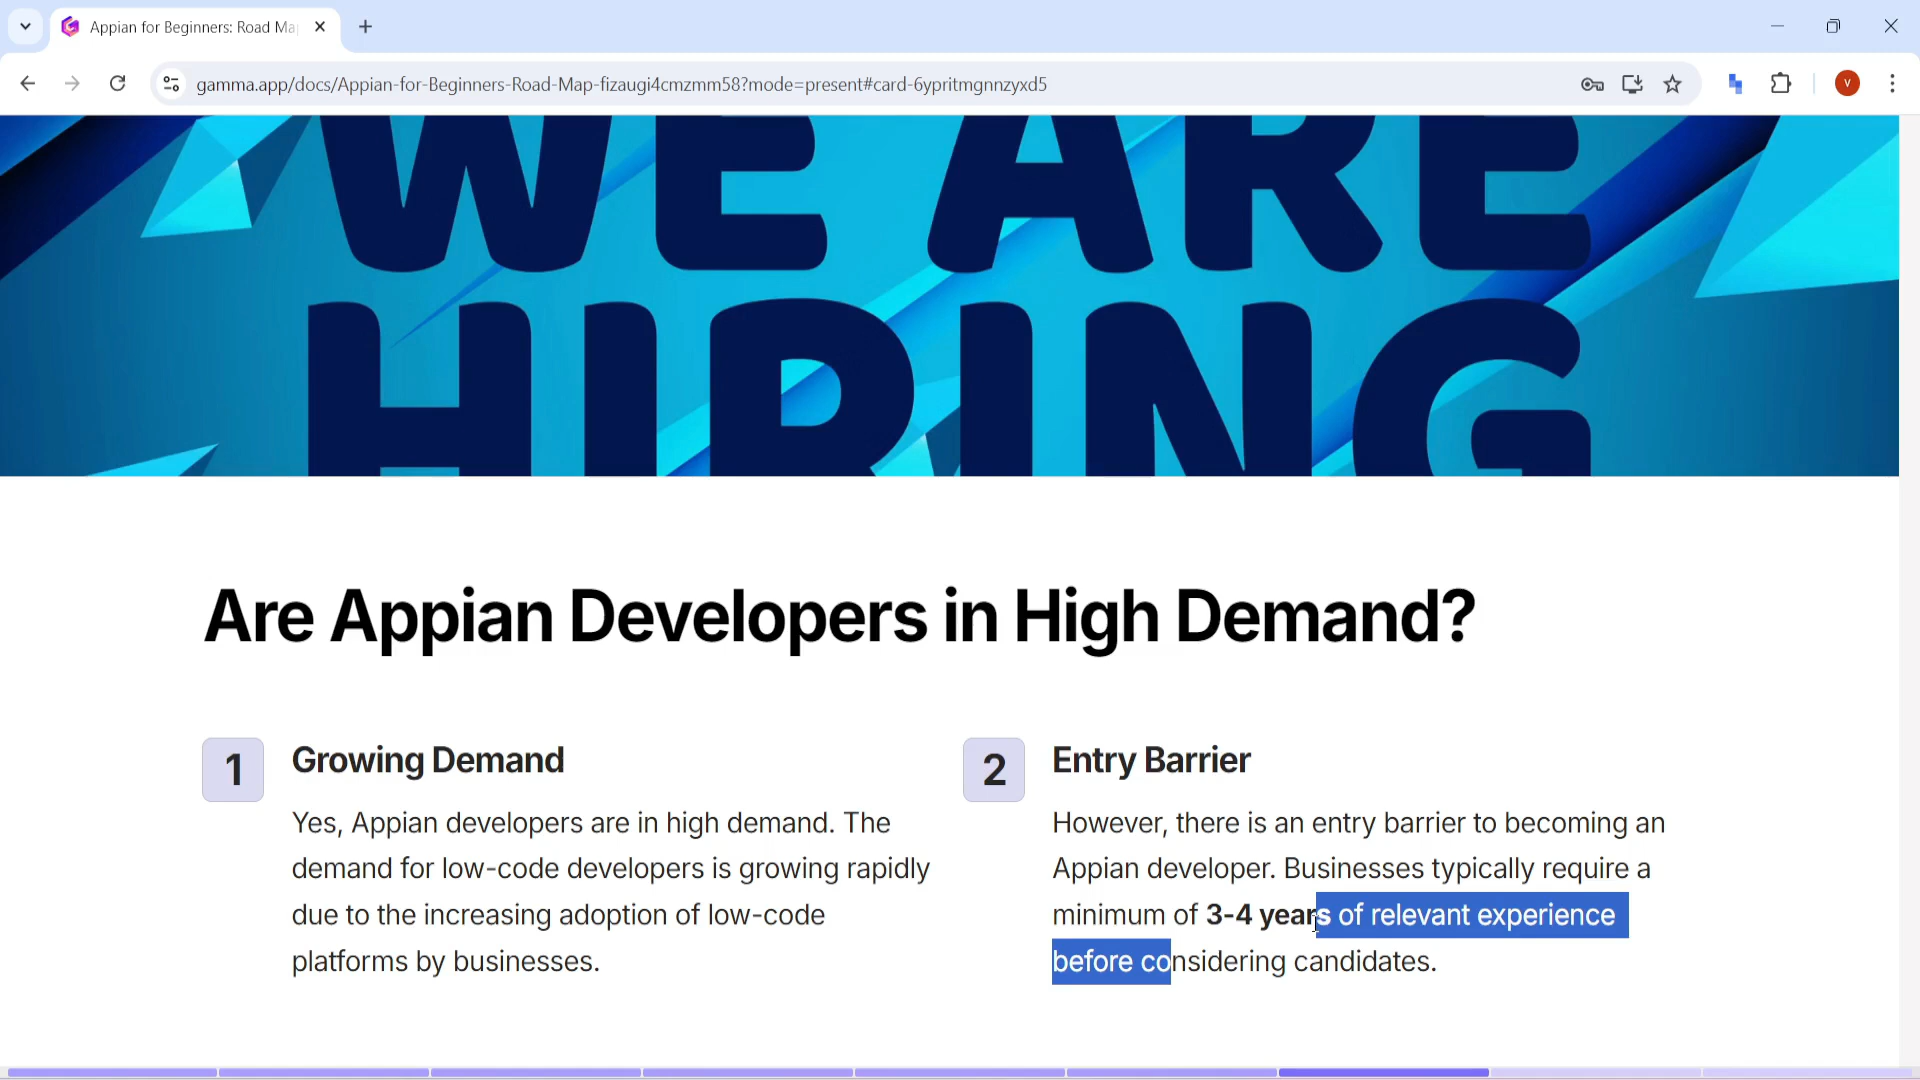 Appian for Beginners: Road Ma
gamma.app/docs/Appian-for-Beginners-Road-Map-fizaugi4cmzmm58?mode=present#card-6ypritmgnnzyxd5
V
WE ARE
HIRING
Are Appian Developers in High Demand?
1
Growing Demand
Yes, Appian developers are in high demand. The
demand for low-code developers is growing rapidly
due to the increasing adoption of low-code
platforms by businesses.
2
Entry Barrier
However, there is an entry barrier to becoming an
Appian developer. Businesses typically require a
minimum of 3-4 years of relevant experience
before considering candidates.